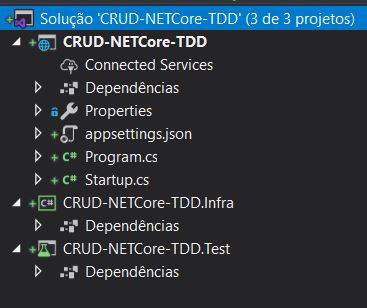 Solução 'CRUD-NETCore-TDD' (3 de 3 projetos)
CRUD-NETCore-TDD
Connected Services
Dependências
Properties
appsettings.json
C# Program.cs
C# Startup.cs
C# CRUD-NETCore-TDD.Infra
Dependências
CRUD-NETCore-TDD.Test
Dependências